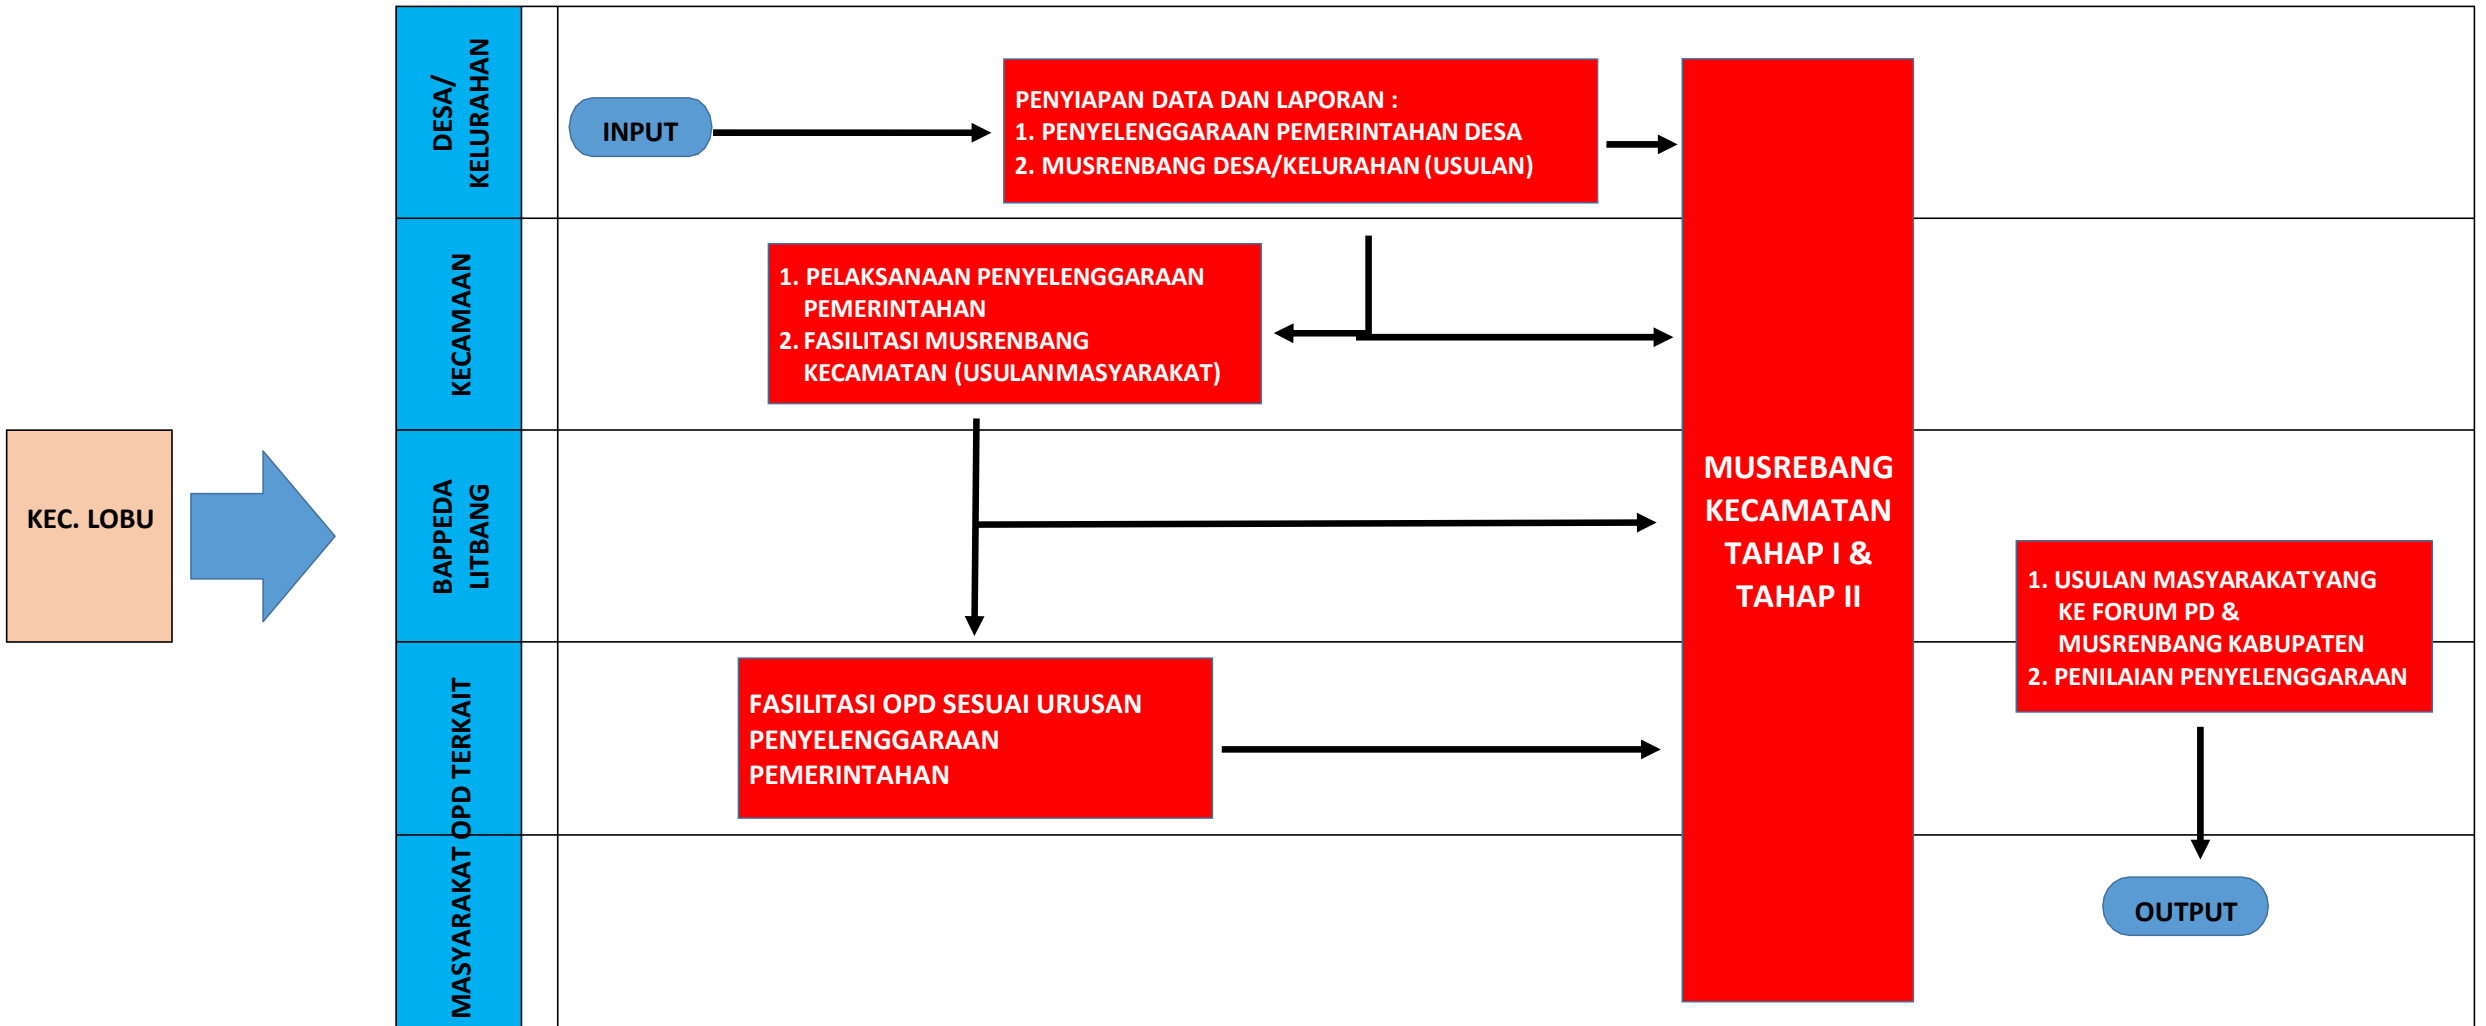 KEC. LOBU
DESA/
KELURAHAN
INPUT
PENYIAPAN DATA DAN LAPORAN :
1. PENYELENGGARAAN PEMERINTAHAN DESA
2. MUSRENBANG DESA/KELURAHAN (USULAN)
KECAMAAN
1. PELAKSANAAN PENYELENGGARAAN
PEMERINTAHAN
2. FASILITASI MUSRENBANG
KECAMATAN (USULANMASYARAKAT)
BAPPEDA
LITBANG
MUSREBANG
KECAMATAN
TAHAP I &
TAHAP II
1. USULAN MASYARAKATYANG
KE FORUM PD &
MUSRENBANG KABUPATEN
2. PENILAIAN PENYELENGGARAAN
OPD TERKAIT
FASILITASI OPD SESUAI URUSAN
PENYELENGGARAAN
PEMERINTAHAN
MASYARAKAT
OUTPUT